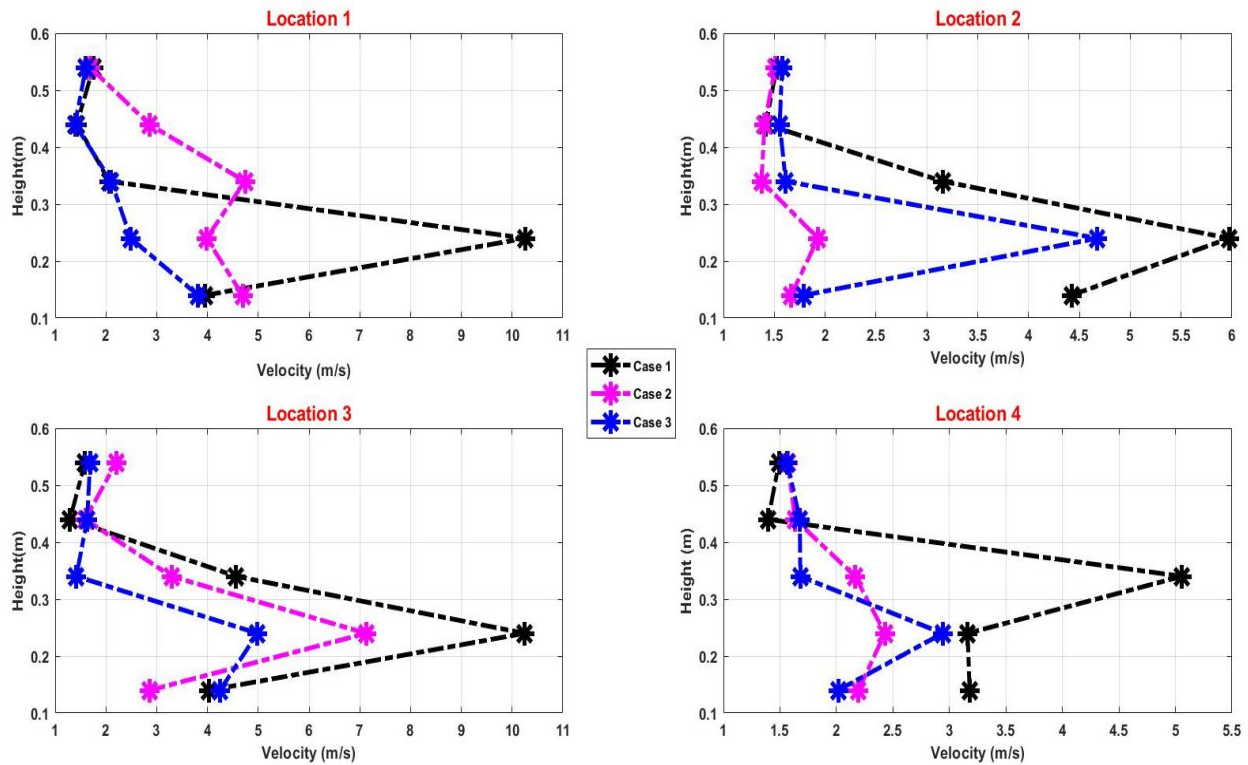 Location 1
0.6
0.5
0.4
0.3
0.2
0.1
Height(m)
1 2 3 4 5 6 7 8 9 10 11
Velocity (m/s)
Location 2
0.6
0.5
0.4
0.3
0.2
0.1
Height(m)
1 1.5 2 2.5 3 3.5 4 4.5 5 5.5 6
Velocity (m/s)
Case 1
Case 2
Case 3
Location 3
0.6
0.5
0.4
0.3
0.2
0.1
Height(m)
1 2 3 4 5 6 7 8 9 10 11
Velocity (m/s)
Location 4
0.6
0.5
0.4
0.3
0.2
0.1
Height (m)
1 1.5 2 2.5 3 3.5 4 4.5 5 5.5
Velocity (m/s)